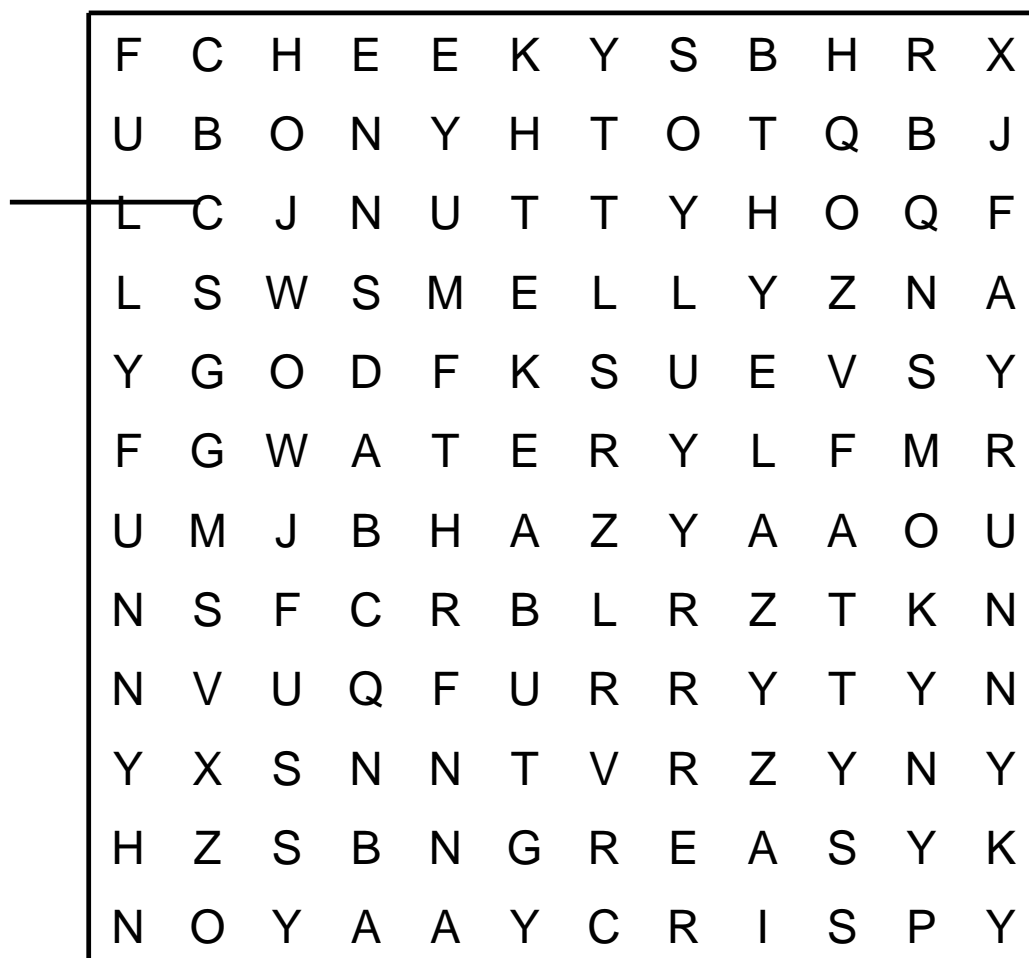 F C H E E K Y S B H R X
U B O N Y H T O T Q B J
L C J N U T T Y H O Q F
L S W S M E L L Y Z N A
Y G O D F K S U E V S Y
F G W A T E R Y L F M R
U M J B H A Z Y A A O U
N S F C R B L R Z T K N
N V U Q F U R R Y T Y N
Y X S N N T V R Z Y N Y
H Z S B N G R E A S Y K
N O Y A A Y C R I S P Y